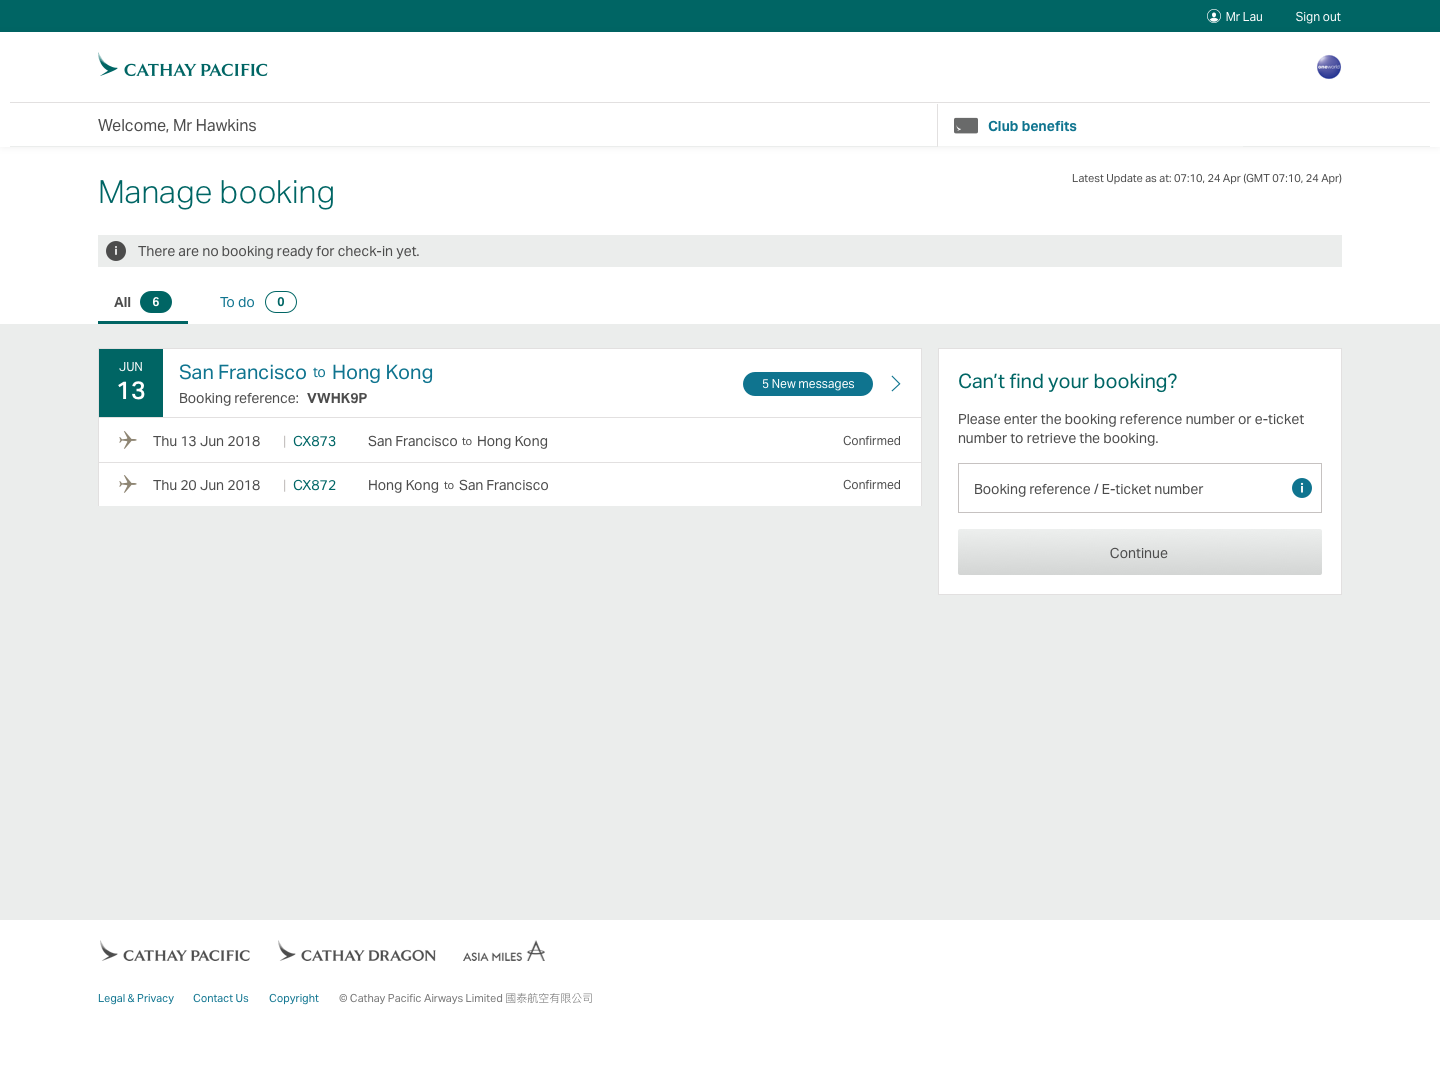 Mr Lau Sign out
CATHAY PACIFIC
oneworld
Welcome, Mr Hawkins
Club benefits
Manage booking
Latest Update as at: 07:10, 24 Apr (GMT 07:10, 24 Apr)
There are no booking ready for check-in yet.
All 6 To do 0
JUN
13
San Francisco to Hong Kong
Booking reference: VWHK9P
5 New messages
Thu 13 Jun 2018 | CX873 San Francisco to Hong Kong Confirmed
Thu 20 Jun 2018 | CX872 Hong Kong to San Francisco Confirmed
Can't find your booking?
Please enter the booking reference number or e-ticket
number to retrieve the booking.
Booking reference / E-ticket number
Continue
CATHAY PACIFIC CATHAY DRAGON ASIA MILES
Legal & Privacy Contact Us Copyright © Cathay Pacific Airways Limited 國泰航空有限公司